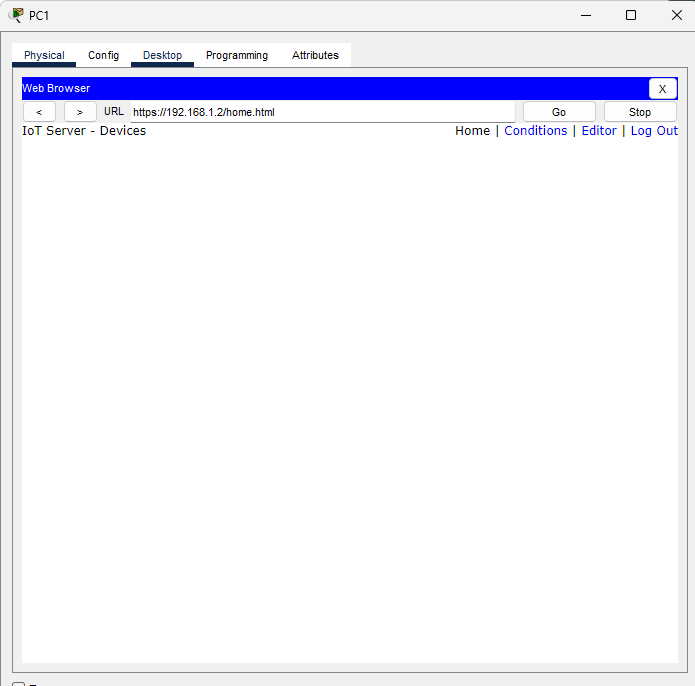 PC1
Physical Config Desktop Programming Attributes
Web Browser X
< > URL https://192.168.1.2/home.html Go Stop
IoT Server - Devices Home | Conditions | Editor | Log Out